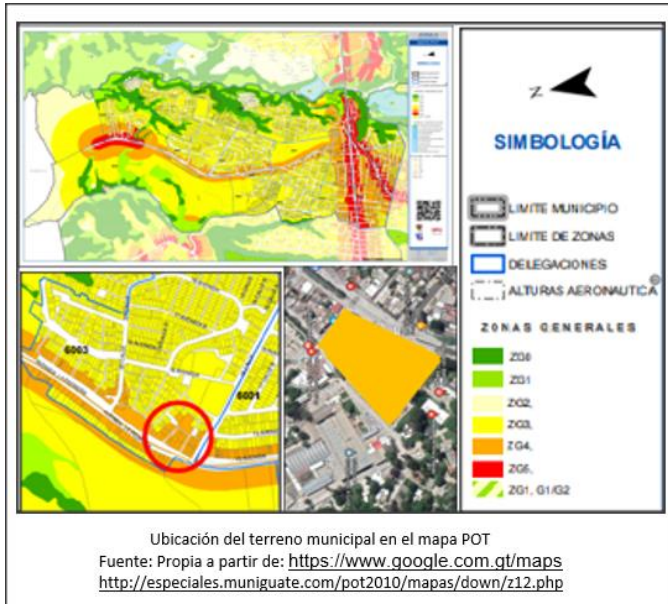 SIMBOLOGÍA
6003
6001
Z
SIMBOLOGÍA
LIMITE MUNICIPIO
LIMITE DE ZONAS
DELEGACIONES
ALTURAS AERONAUTICA
ZONAS GENERALES
ZG0
ZG1
ZG2,
ZG3,
ZG4,
ZG5,
ZG1, G1/G2
Ubicación del terreno municipal en el mapa POT
Fuente: Propia a partir de: https://www.google.com.gt/maps
http://especiales.muniguate.com/pot2010/mapas/down/z12.php